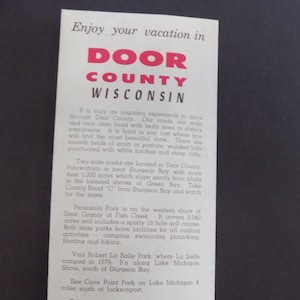 Enjoy your vacation in
DOOR
COUNTY
WISCONSIN
It is truly an inspiring experience to drive
through Door County. Our roads are wide
and very often lined with leafy trees or stately
evergreens. It is hard to say just where you
will find the most beautiful view. There are
smooth fields of grain or pasture, wooded hills
punctuated with white birches and steep cliffs.
Two state parks are located in Door County.
Potawatomi is near Sturgeon Bay with more
than 1,000 acres which slope gently from bluffs
to the forested shores of Green Bay. Take
County Road "C" from Sturgeon Bay and watch
for the signs.
Peninsula Park is on the western shore of
Door County at Fish Creek. It covers 3,540
acres and includes a sporty 18 hole golf course.
Both state parks have facilities for all outdoor
activities — camping, swimming, picnicking,
boating and hiking.
Visit Robert La Salle Park, where La Salle
camped in 1679. It's along Lake Michigan
Shore, south of Sturgeon Bay.
See Cave Point Park on Lake Michigan 4
miles south of Jacksonport.